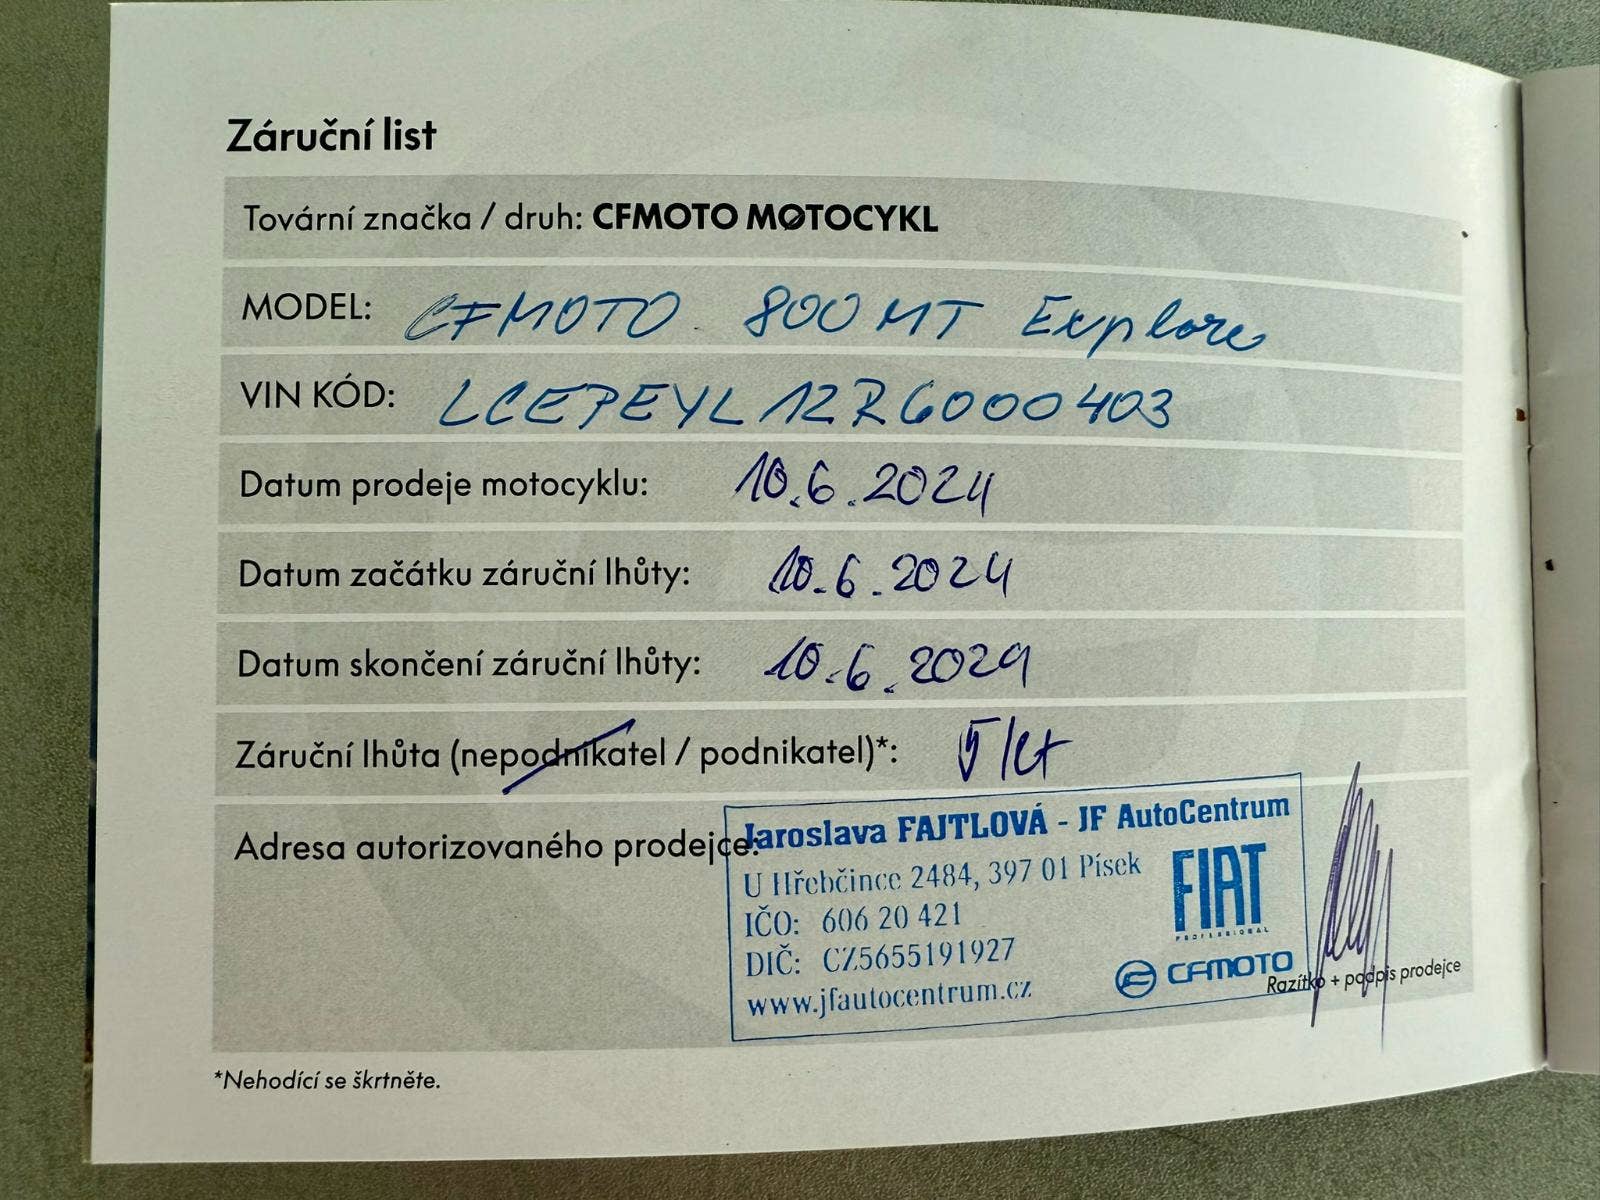 Záruční list
Tovární značka / druh: CFMOTO MOTOCYKL
MODEL: CFMOTO 800 MT Explore
VIN KÓD: LCEPEYL12R6000403
Datum prodeje motocyklu: 10.6.2024
Datum začátku záruční lhůty: 10.6.2024
Datum skončení záruční lhůty: 10.6.2029
Záruční lhůta (nepodnikatel / podnikatel)*: 5 let
Adresa autorizovaného prodejce:
Jaroslava FAJTLOVÁ - JF AutoCentrum
U Hřebčince 2484, 397 01 Písek
IČO: 606 20 421
DIČ: CZ5655191927
www.jfautocentrum.cz
FIAT
PROFESSIONAL
CFMOTO
Razítko + podpis prodejce
*Nehodící se škrtněte.